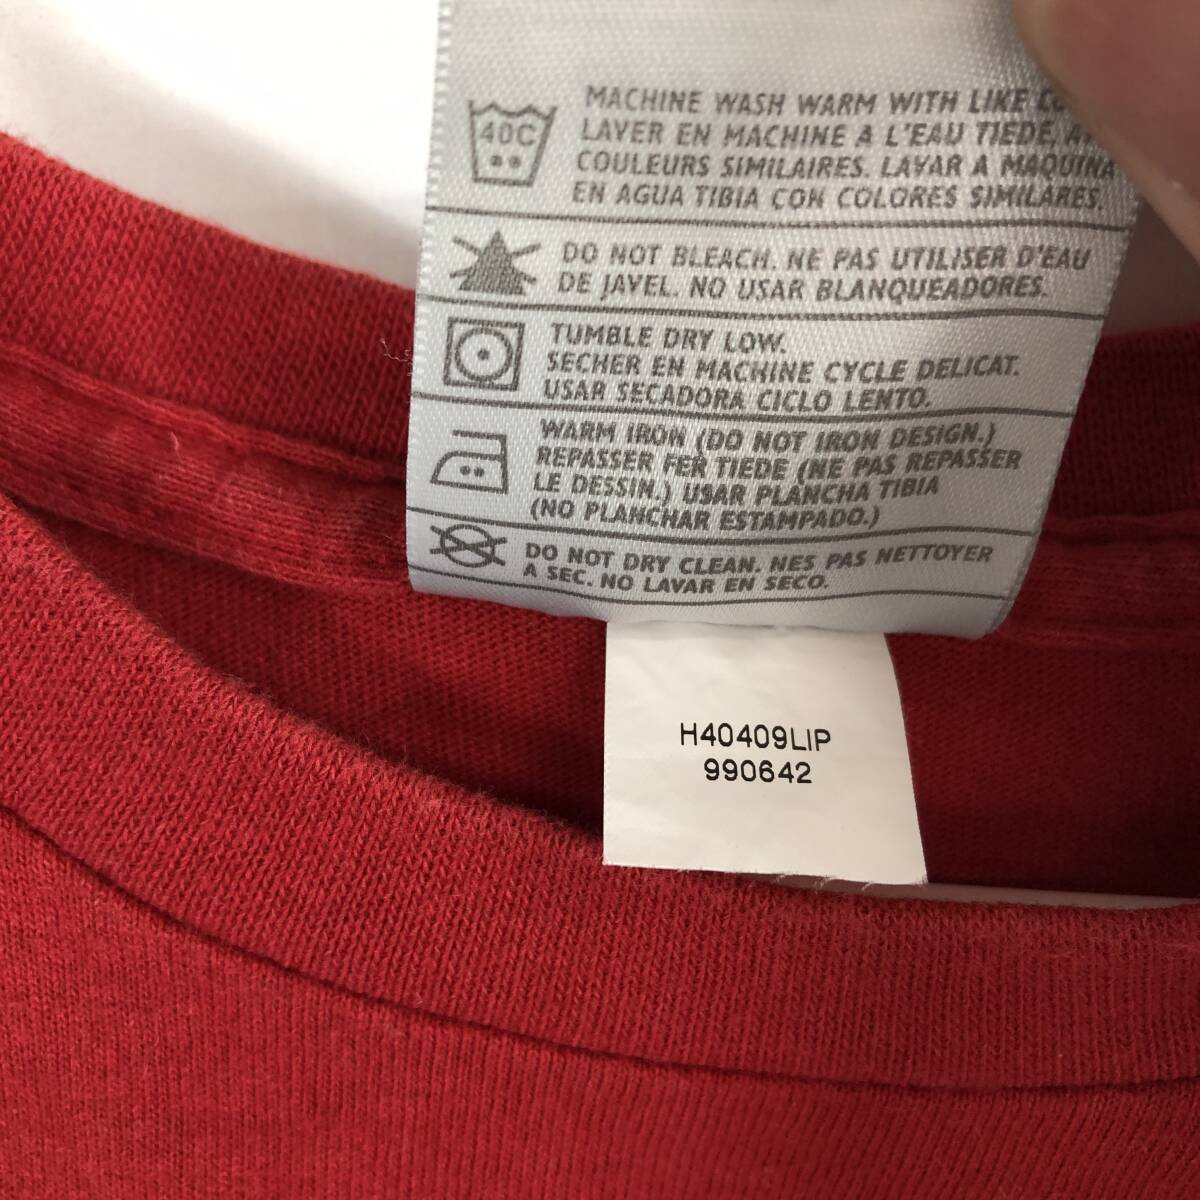 40C
MACHINE WASH WARM WITH LIKE
LAVER EN MACHINE A L'EAU TIEDE,
COULEURS SIMILAIRES. LAVAR A MAQUINA
EN AGUA TIBIA CON COLORES SIMILARES.
DO NOT BLEACH. NE PAS UTILISER D'EAU
DE JAVEL. NO USAR BLANQUEADORES.
TUMBLE DRY LOW.
SECHER EN MACHINE CYCLE DELICAT.
USAR SECADORA CICLO LENTO.
WARM IRON (DO NOT IRON DESIGN.)
REPASSER FER TIEDE (NE PAS REPASSER
LE DESSIN.) USAR PLANCHA TIBIA
(NO PLANCHAR ESTAMPADO.)
DO NOT DRY CLEAN. NES PAS NETTOYER
A SEC. NO LAVAR EN SECO.
H40409LIP
990642